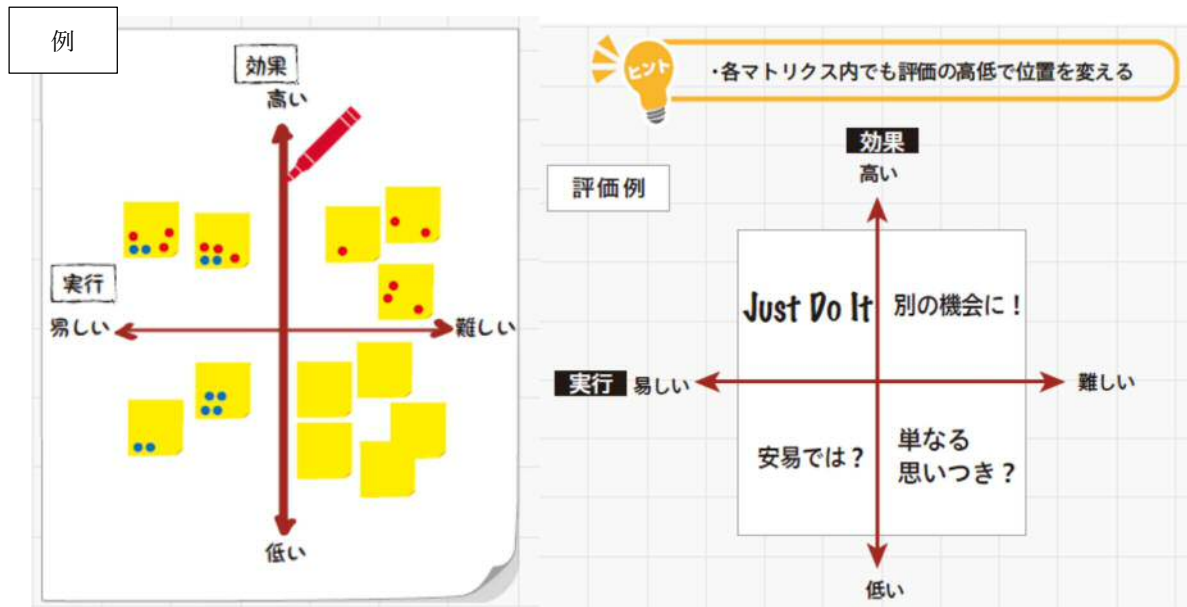 例
効果
高い
実行
易しい
難しい
低い
ヒント
・各マトリクス内でも評価の高低で位置を変える
評価例
効果
高い
Just Do It
別の機会に！
実行
易しい
難しい
安易では？
単なる
思いつき？
低い